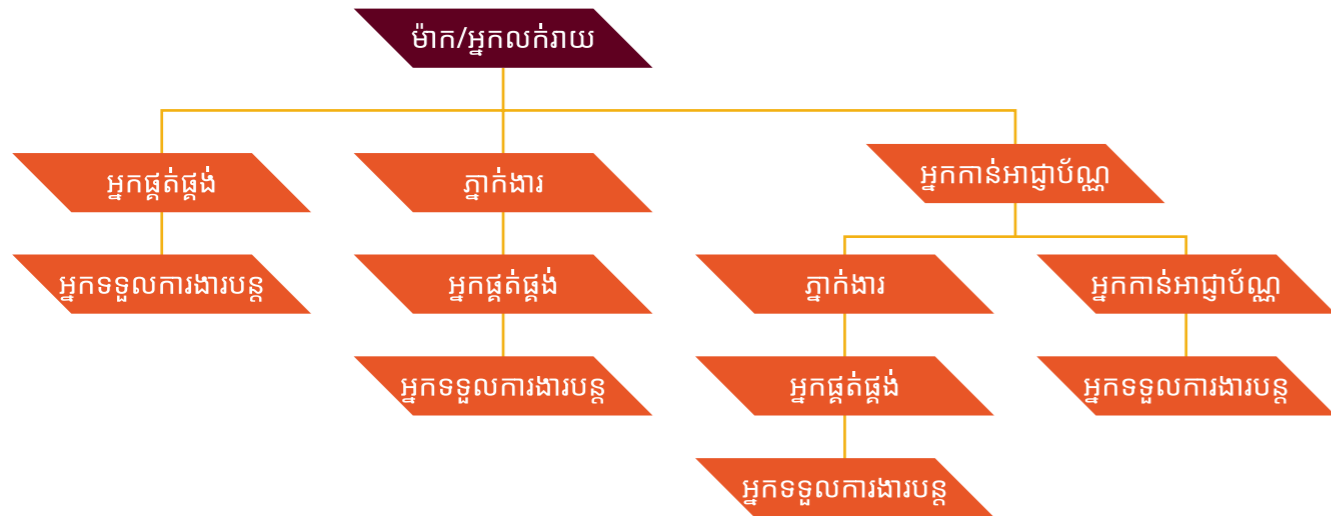 ម៉ាក/អ្នកលក់រាយ
អ្នកផ្គត់ផ្គង់
ភ្នាក់ងារ
អ្នកកាន់អាជ្ញាប័ណ្ណ
អ្នកទទួលការងារបន្ត
អ្នកផ្គត់ផ្គង់
ភ្នាក់ងារ
អ្នកកាន់អាជ្ញាប័ណ្ណ
អ្នកទទួលការងារបន្ត
អ្នកផ្គត់ផ្គង់
អ្នកទទួលការងារបន្ត
អ្នកទទួលការងារបន្ត